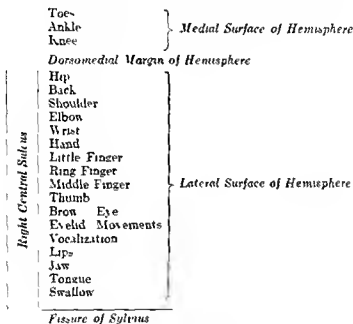 Toes
Ankle
Knee
Medial Surface of Hemisphere
Dorsomedial Margin of Hemisphere
Hip
Back
Shoulder
Elbow
Wrist
Hand
Little Finger
Ring Finger
Middle Finger
Thumb
Brow Eye
Eyelid Movements
Vocalization
Lips
Jaw
Tongue
Swallow
Right Central Sulcus
Lateral Surface of Hemisphere
Fissure of Sylvius